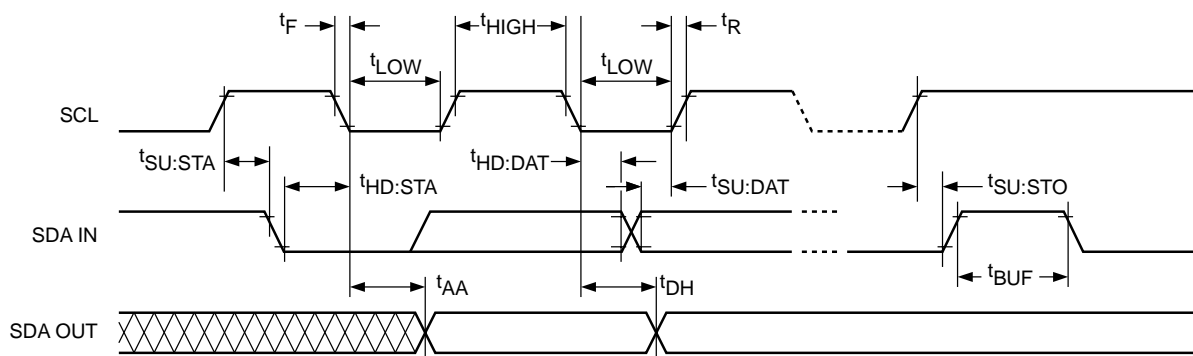 tF
tHIGH
tR
tLOW
tLOW
SCL
tSU:STA
tHD:STA
tHD:DAT
tSU:DAT
tSU:STO
SDA IN
tAA
tDH
tBUF
SDA OUT